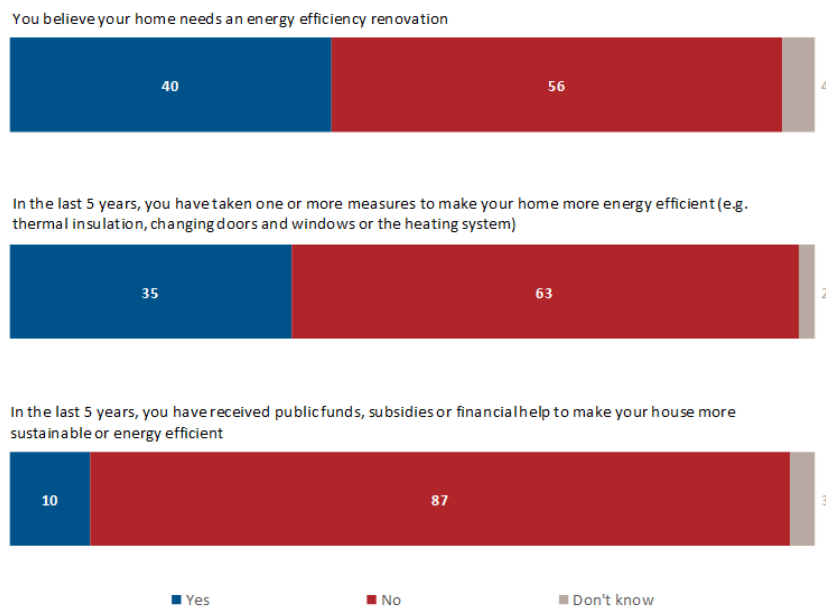 You believe your home needs an energy efficiency renovation
40 56 4
In the last 5 years, you have taken one or more measures to make your home more energy efficient (e.g.
thermal insulation, changing doors and windows or the heating system)
35 63 2
In the last 5 years, you have received public funds, subsidies or financial help to make your house more
sustainable or energy efficient
10 87 3
Yes No Don't know